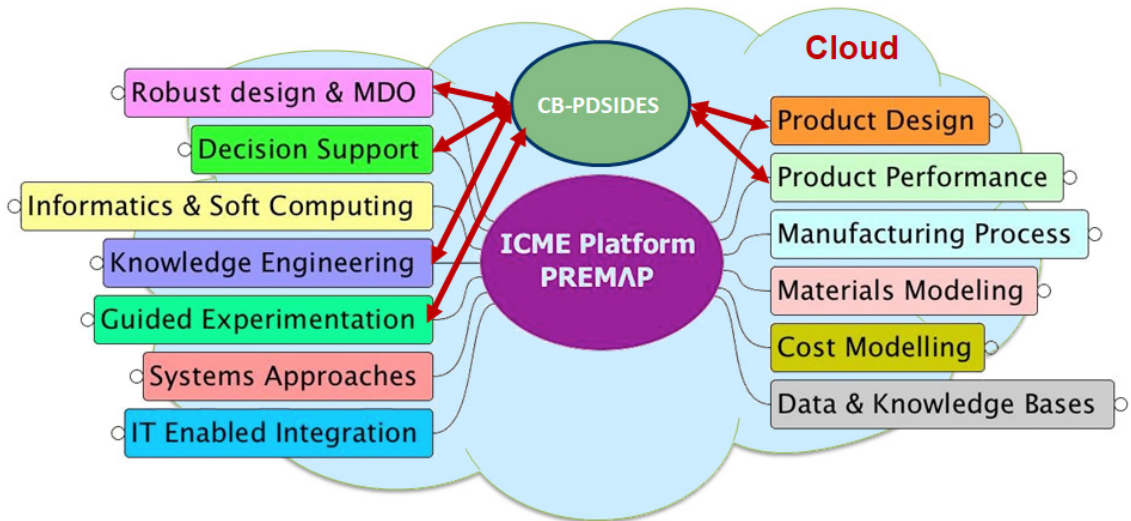 Cloud
CB-PDSIDES
ICME Platform
PREMΛP
Robust design & MDO
Decision Support
Informatics & Soft Computing
Knowledge Engineering
Guided Experimentation
Systems Approaches
IT Enabled Integration
Product Design
Product Performance
Manufacturing Process
Materials Modeling
Cost Modelling
Data & Knowledge Bases